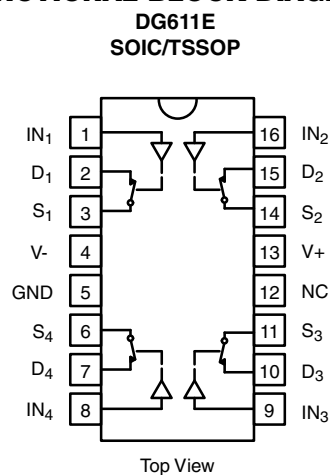 DG611E
SOIC/TSSOP
IN1 1 16 IN2
D1 2 15 D2
S1 3 14 S2
V- 4 13 V+
GND 5 12 NC
S4 6 11 S3
D4 7 10 D3
IN4 8 9 IN3
Top View